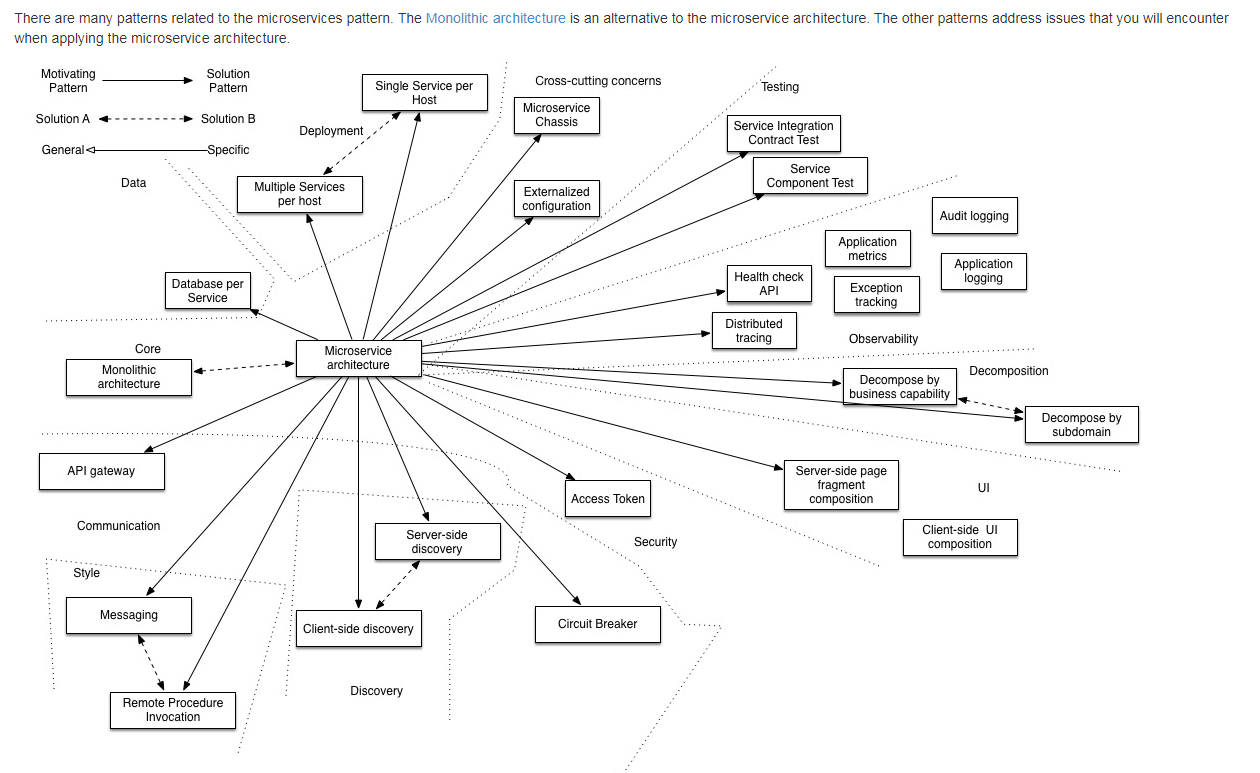 There are many patterns related to the microservices pattern. The Monolithic architecture is an alternative to the microservice architecture. The other patterns address issues that you will encounter
when applying the microservice architecture.
Motivating
Pattern
Solution
Pattern
Solution A
Solution B
General
Specific
Data
Deployment
Single Service per
Host
Multiple Services
per host
Cross-cutting concerns
Microservice
Chassis
Externalized
configuration
Testing
Service Integration
Contract Test
Service
Component Test
Audit logging
Application
metrics
Application
logging
Health check
API
Exception
tracking
Distributed
tracing
Observability
Database per
Service
Core
Monolithic
architecture
Microservice
architecture
Decomposition
Decompose by
business capability
Decompose by
subdomain
API gateway
Communication
Style
Messaging
Remote Procedure
Invocation
Server-side
discovery
Client-side discovery
Discovery
Access Token
Security
Circuit Breaker
Server-side page
fragment
composition
UI
Client-side UI
composition